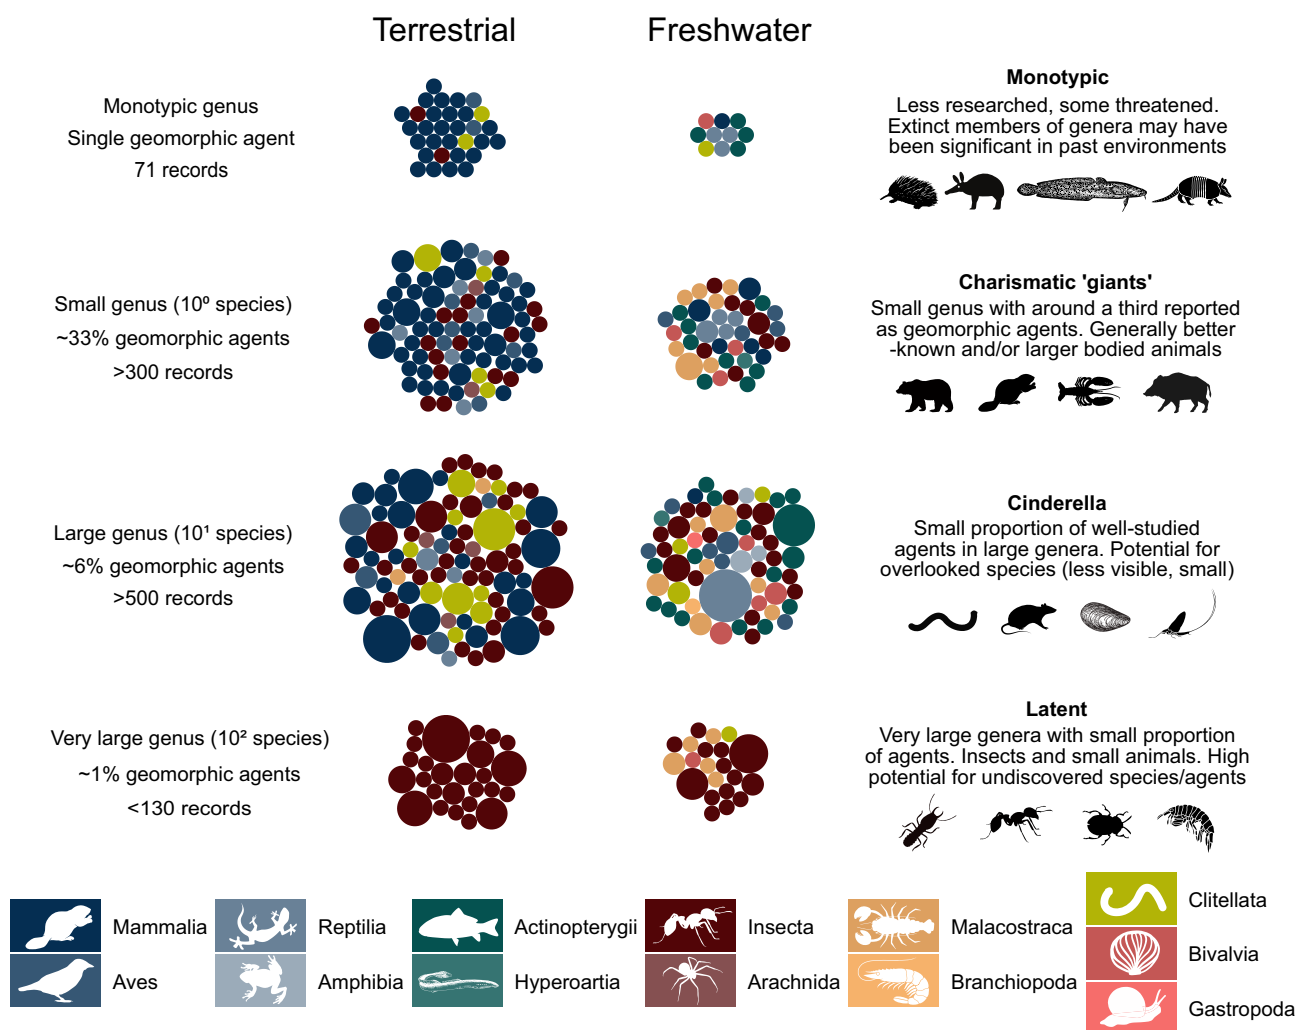 Terrestrial
Freshwater
Monotypic genus
Single geomorphic agent
71 records
Monotypic
Less researched, some threatened.
Extinct members of genera may have
been significant in past environments
Small genus (10⁰ species)
~33% geomorphic agents
>300 records
Charismatic 'giants'
Small genus with around a third reported
as geomorphic agents. Generally better
-known and/or larger bodied animals
Large genus (10¹ species)
~6% geomorphic agents
>500 records
Cinderella
Small proportion of well-studied
agents in large genera. Potential for
overlooked species (less visible, small)
Very large genus (10² species)
~1% geomorphic agents
<130 records
Latent
Very large genera with small proportion
of agents. Insects and small animals. High
potential for undiscovered species/agents
Mammalia
Aves
Reptilia
Amphibia
Actinopterygii
Hyperoartia
Insecta
Arachnida
Malacostraca
Branchiopoda
Clitellata
Bivalvia
Gastropoda